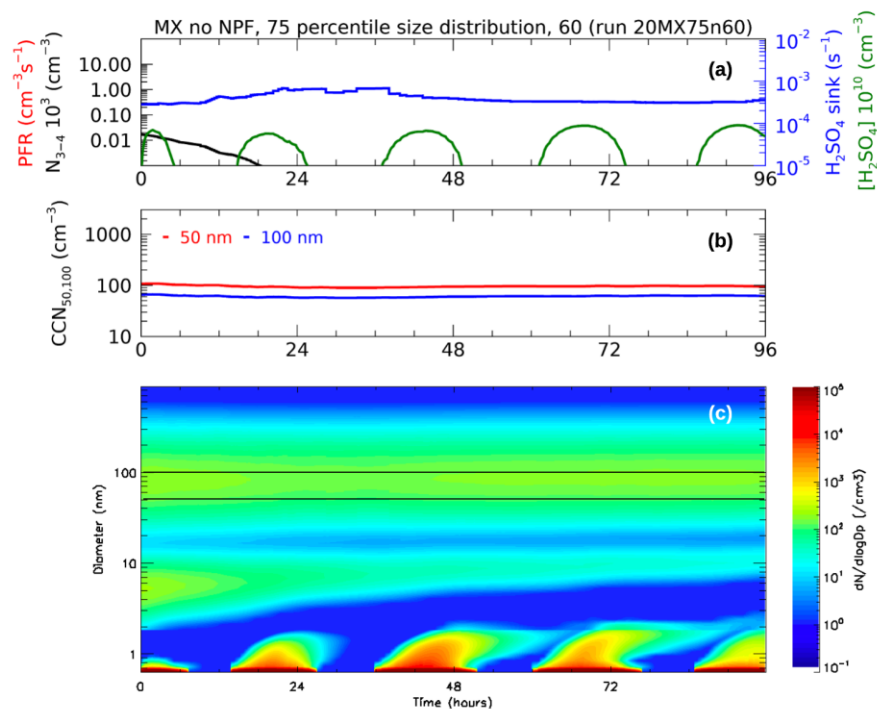 MX no NPF, 75 percentile size distribution, 60 (run 20MX75n60)
PFR (cm⁻³s⁻¹)
N₃₋₄ 10³ (cm⁻³)
10.00
1.00
0.10
0.01
(a)
10⁻²
10⁻³
10⁻⁴
10⁻⁵
H₂SO₄ sink (s⁻¹)
[H₂SO₄] 10¹⁰ (cm⁻³)
0 24 48 72 96
CCN₅₀,₁₀₀ (cm⁻³)
1000
100
10
- 50 nm - 100 nm
(b)
0 24 48 72 96
Diameter (nm)
100
10
1
(c)
0 24 48 72
Time (hours)
10⁵
10⁴
10³
10²
10¹
10⁰
10⁻¹
dN/dlogDp (/cm3)